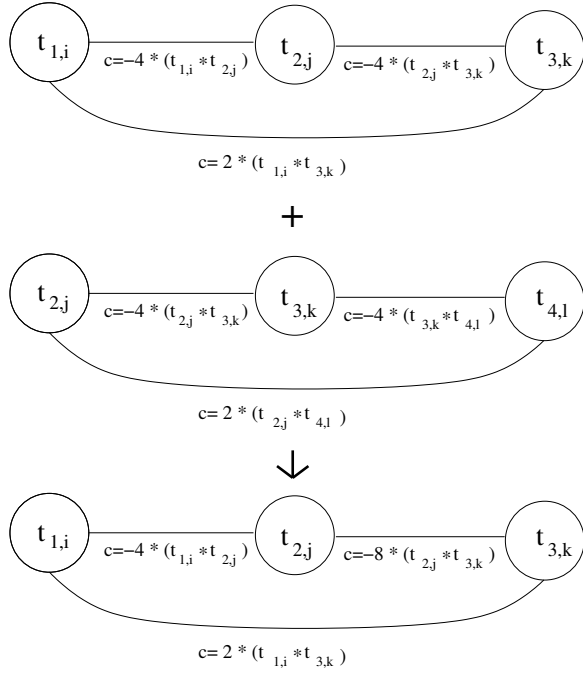 t 1,i t 2,j t 3,k
c=−4 * (t 1,i * t 2,j ) c=−4 * (t 2,j * t 3,k )
c= 2 * (t 1,i * t 3,k )
+
t 2,j t 3,k t 4,l
c=−4 * (t 2,j * t 3,k ) c=−4 * (t 3,k * t 4,l )
c= 2 * (t 2,j * t 4,l )
t 1,i t 2,j t 3,k
c=−4 * (t 1,i * t 2,j ) c=−8 * (t 2,j * t 3,k )
c= 2 * (t 1,i * t 3,k )